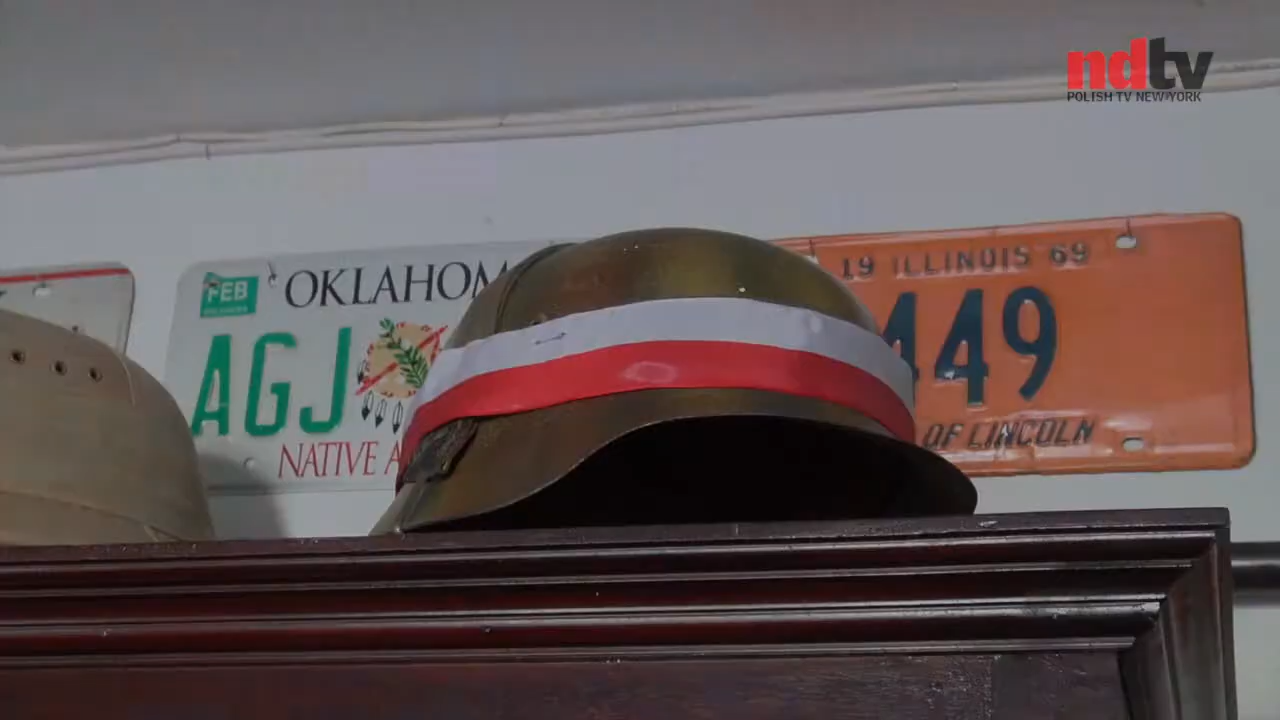 ndtv
POLISH TV NEW YORK
FEB
OKLAHOM
AGJ
NATIVE A
19 ILLINOIS 69
449
OF LINCOLN